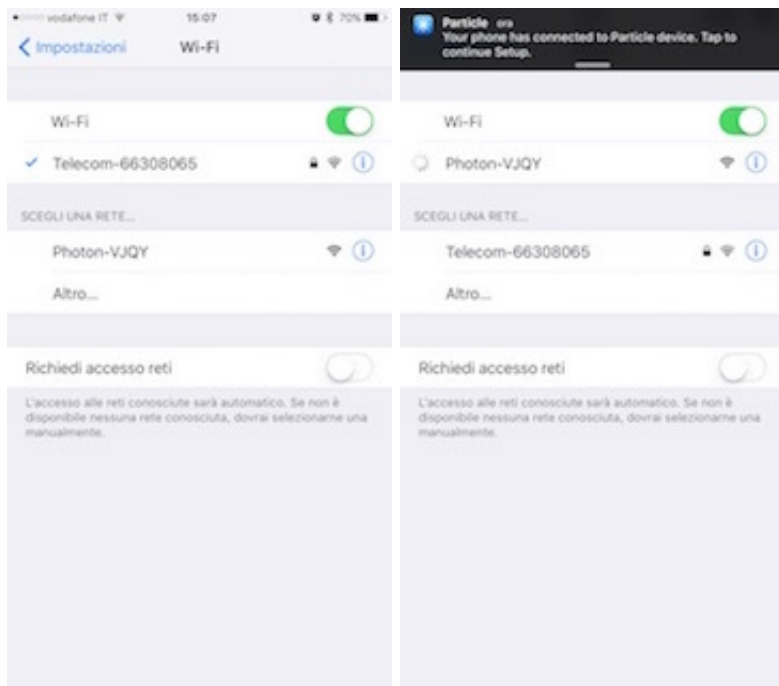 vodafone IT
15:07
70%
Impostazioni
Wi-Fi
Wi-Fi
Telecom-66308065
SCEGLI UNA RETE...
Photon-VJQY
Altro...
Richiedi accesso reti
L'accesso alle reti conosciute sarà automatico. Se non è
disponibile nessuna rete conosciuta, dovrai selezionarne una
manualmente.
Particle ora
Your phone has connected to Particle device. Tap to
continue Setup.
Wi-Fi
Photon-VJQY
SCEGLI UNA RETE...
Telecom-66308065
Altro...
Richiedi accesso reti
L'accesso alle reti conosciute sarà automatico. Se non è
disponibile nessuna rete conosciuta, dovrai selezionarne una
manualmente.